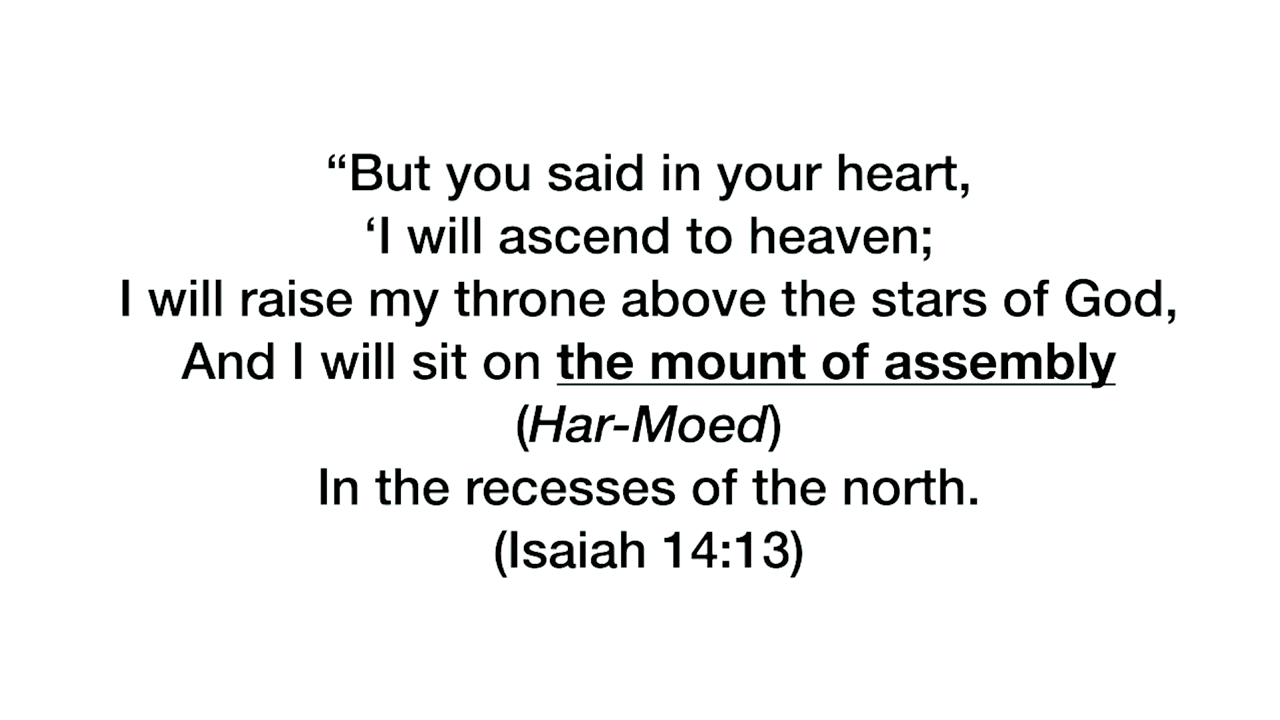 “But you said in your heart,
‘I will ascend to heaven;
I will raise my throne above the stars of God,
And I will sit on the mount of assembly
(Har-Moed)
In the recesses of the north.
(Isaiah 14:13)